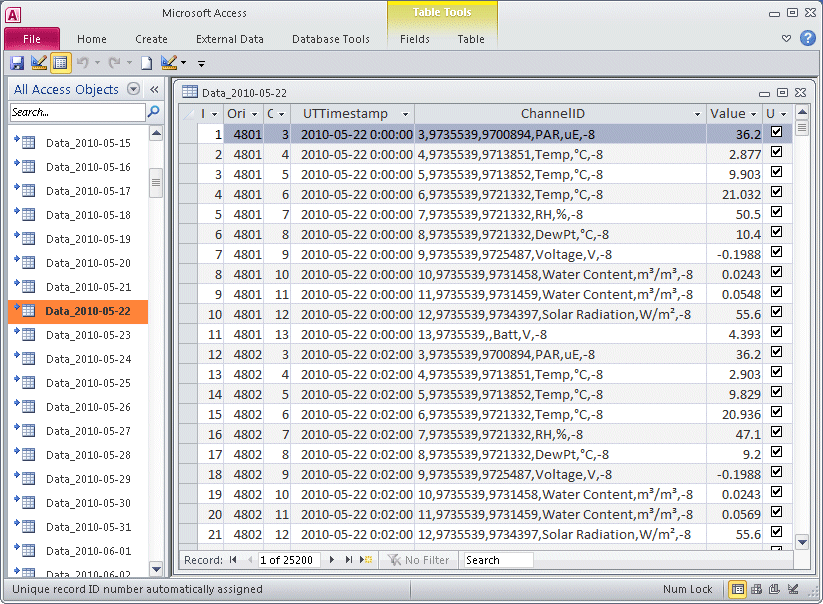 A
Microsoft Access
Table Tools
File Home Create External Data Database Tools Fields Table
All Access Objects
Search...
Data_2010-05-15
Data_2010-05-16
Data_2010-05-17
Data_2010-05-18
Data_2010-05-19
Data_2010-05-20
Data_2010-05-21
Data_2010-05-22
Data_2010-05-23
Data_2010-05-24
Data_2010-05-25
Data_2010-05-26
Data_2010-05-27
Data_2010-05-28
Data_2010-05-29
Data_2010-05-30
Data_2010-05-31
Data_2010-06-01
Data_2010-06-02
Data_2010-05-22
I Ori C UTTimestamp ChannelID Value U
1 4801 3 2010-05-22 0:00:00 3,9735539,9700894,PAR,uE,-8 36.2
2 4801 4 2010-05-22 0:00:00 4,9735539,9713851,Temp,°C,-8 2.877
3 4801 5 2010-05-22 0:00:00 5,9735539,9713852,Temp,°C,-8 9.903
4 4801 6 2010-05-22 0:00:00 6,9735539,9721332,Temp,°C,-8 21.032
5 4801 7 2010-05-22 0:00:00 7,9735539,9721332,RH,%,-8 50.5
6 4801 8 2010-05-22 0:00:00 8,9735539,9721332,DewPt,°C,-8 10.4
7 4801 9 2010-05-22 0:00:00 9,9735539,9725487,Voltage,V,-8 -0.1988
8 4801 10 2010-05-22 0:00:00 10,9735539,9731458,Water Content,m³/m³,-8 0.0243
9 4801 11 2010-05-22 0:00:00 11,9735539,9731459,Water Content,m³/m³,-8 0.0548
10 4801 12 2010-05-22 0:00:00 12,9735539,9734397,Solar Radiation,W/m²,-8 55.6
11 4801 13 2010-05-22 0:00:00 13,9735539,,Batt,V,-8 4.393
12 4802 3 2010-05-22 0:02:00 3,9735539,9700894,PAR,uE,-8 36.2
13 4802 4 2010-05-22 0:02:00 4,9735539,9713851,Temp,°C,-8 2.903
14 4802 5 2010-05-22 0:02:00 5,9735539,9713852,Temp,°C,-8 9.829
15 4802 6 2010-05-22 0:02:00 6,9735539,9721332,Temp,°C,-8 20.936
16 4802 7 2010-05-22 0:02:00 7,9735539,9721332,RH,%,-8 47.1
17 4802 8 2010-05-22 0:02:00 8,9735539,9721332,DewPt,°C,-8 9.2
18 4802 9 2010-05-22 0:02:00 9,9735539,9725487,Voltage,V,-8 -0.1988
19 4802 10 2010-05-22 0:02:00 10,9735539,9731458,Water Content,m³/m³,-8 0.0243
20 4802 11 2010-05-22 0:02:00 11,9735539,9731459,Water Content,m³/m³,-8 0.0569
21 4802 12 2010-05-22 0:02:00 12,9735539,9734397,Solar Radiation,W/m²,-8 55.6
Record: 1 of 25200 No Filter Search
Unique record ID number automatically assigned Num Lock